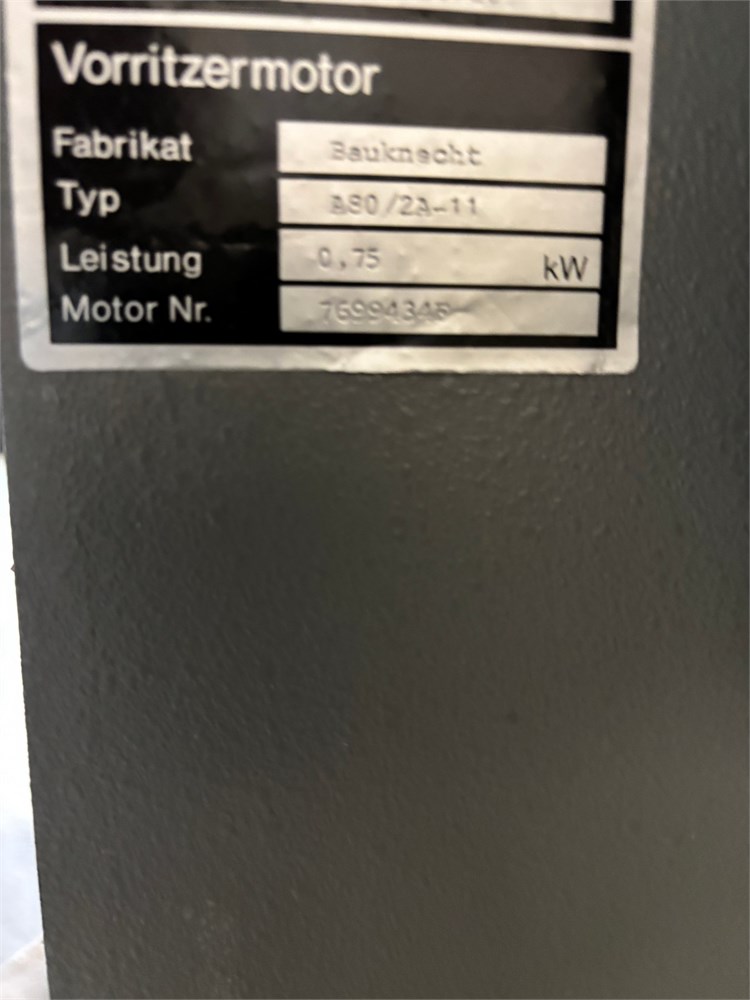 Vorritzermotor
Fabrikat Bauknecht
Typ A80/2A-11
Leistung 0,75 kW
Motor Nr.